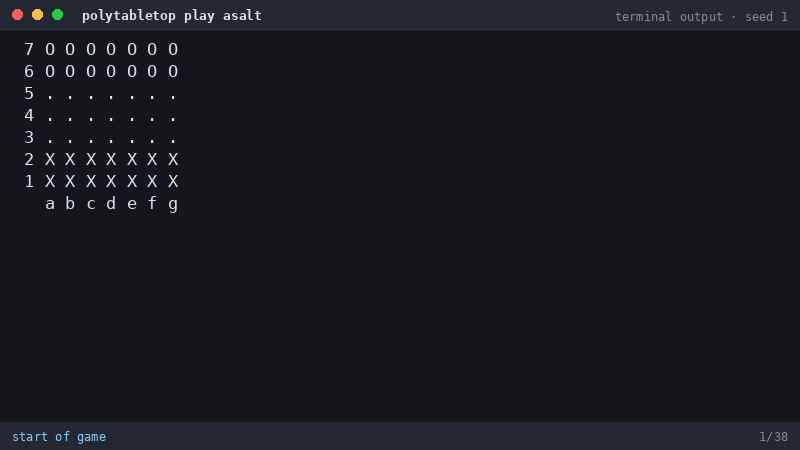 polytabletop play asalt
terminal output · seed 1
7 O O O O O O O
6 O O O O O O O
5 . . . . . . .
4 . . . . . . .
3 . . . . . . .
2 X X X X X X X
1 X X X X X X X
a b c d e f g
start of game
1/38